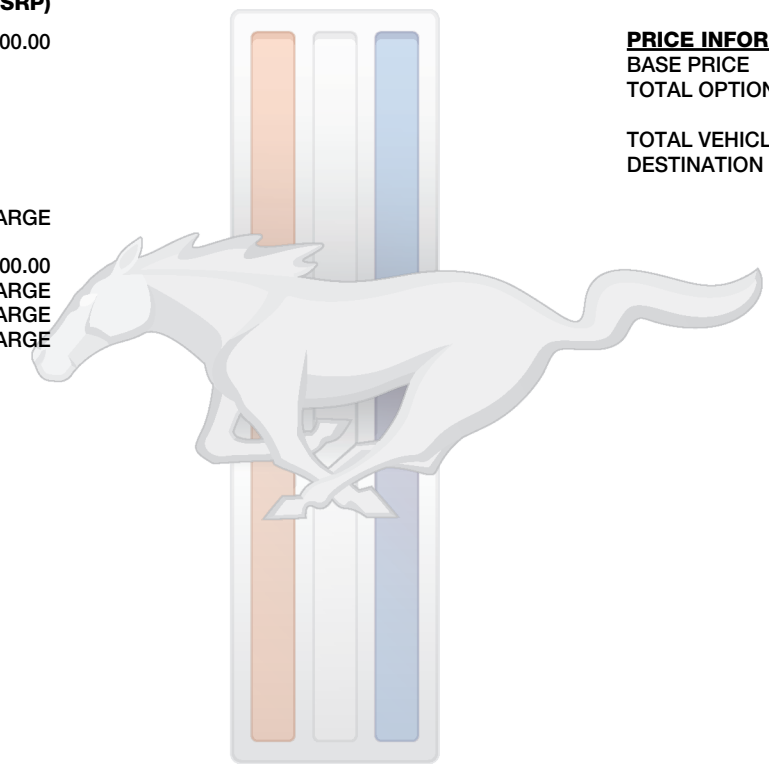 SRP)
00.00
ARGE
00.00
ARGE
ARGE
ARGE
PRICE INFOR
BASE PRICE
TOTAL OPTION
TOTAL VEHICL
DESTINATION